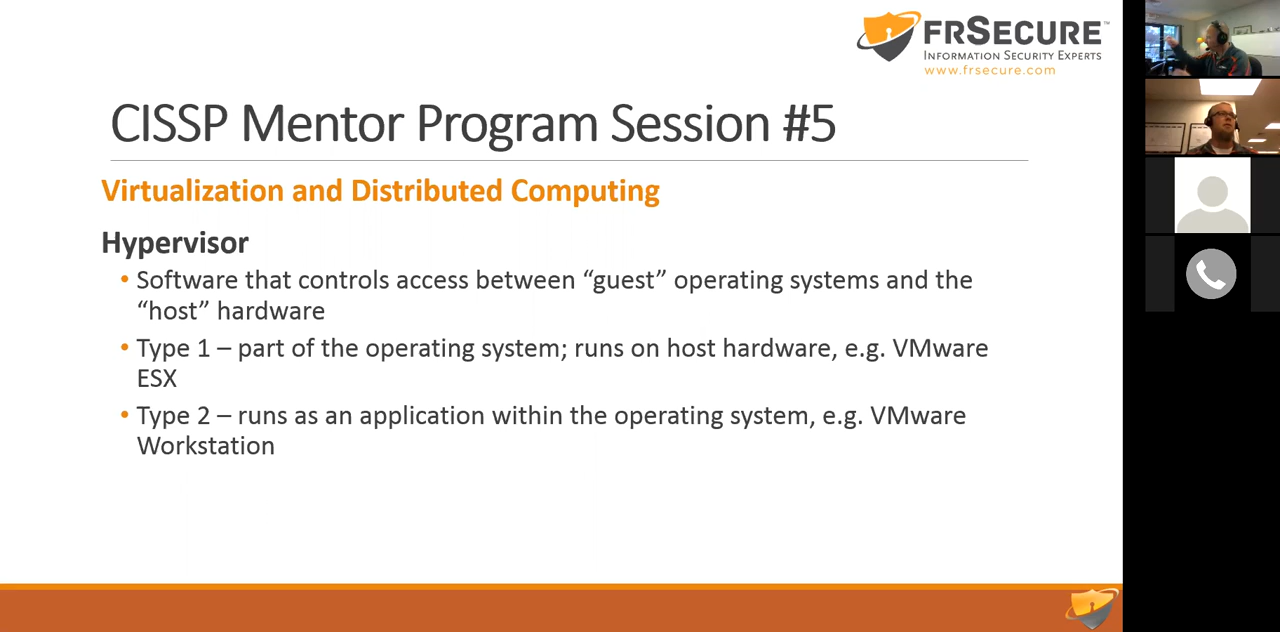 FRSECURE™
INFORMATION SECURITY EXPERTS
www.frsecure.com
CISSP Mentor Program Session #5
Virtualization and Distributed Computing
Hypervisor
• Software that controls access between “guest” operating systems and the
“host” hardware
• Type 1 – part of the operating system; runs on host hardware, e.g. VMware
ESX
• Type 2 – runs as an application within the operating system, e.g. VMware
Workstation